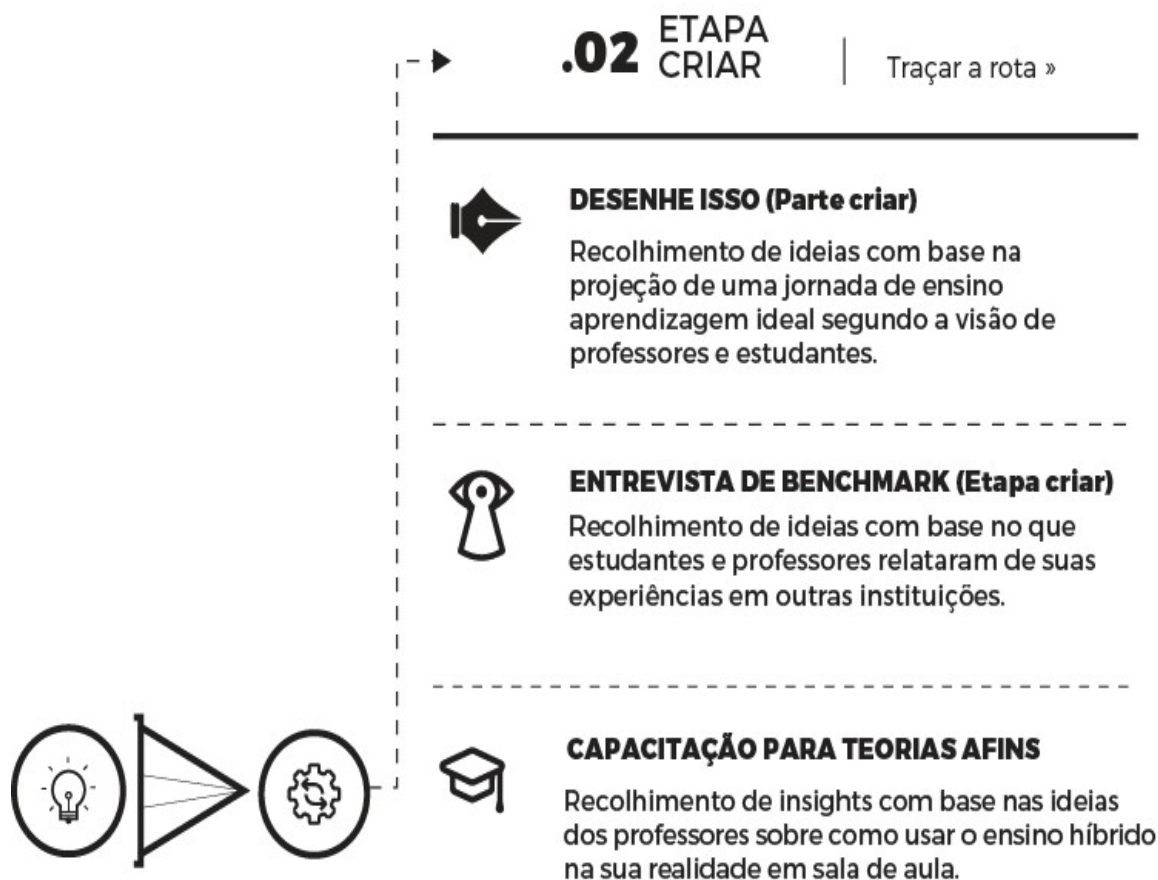 .02 ETAPA
CRIAR
Traçar a rota »
DESENHE ISSO (Parte criar)
Recolhimento de ideias com base na
projeção de uma jornada de ensino
aprendizagem ideal segundo a visão de
professores e estudantes.
ENTREVISTA DE BENCHMARK (Etapa criar)
Recolhimento de ideias com base no que
estudantes e professores relataram de suas
experiências em outras instituições.
CAPACITAÇÃO PARA TEORIAS AFINS
Recolhimento de insights com base nas ideias
dos professores sobre como usar o ensino híbrido
na sua realidade em sala de aula.